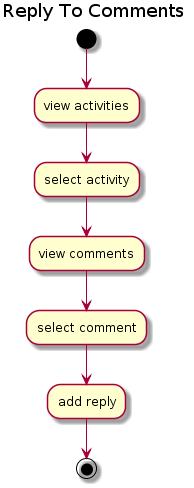 Reply To Comments
view activities
select activity
view comments
select comment
add reply